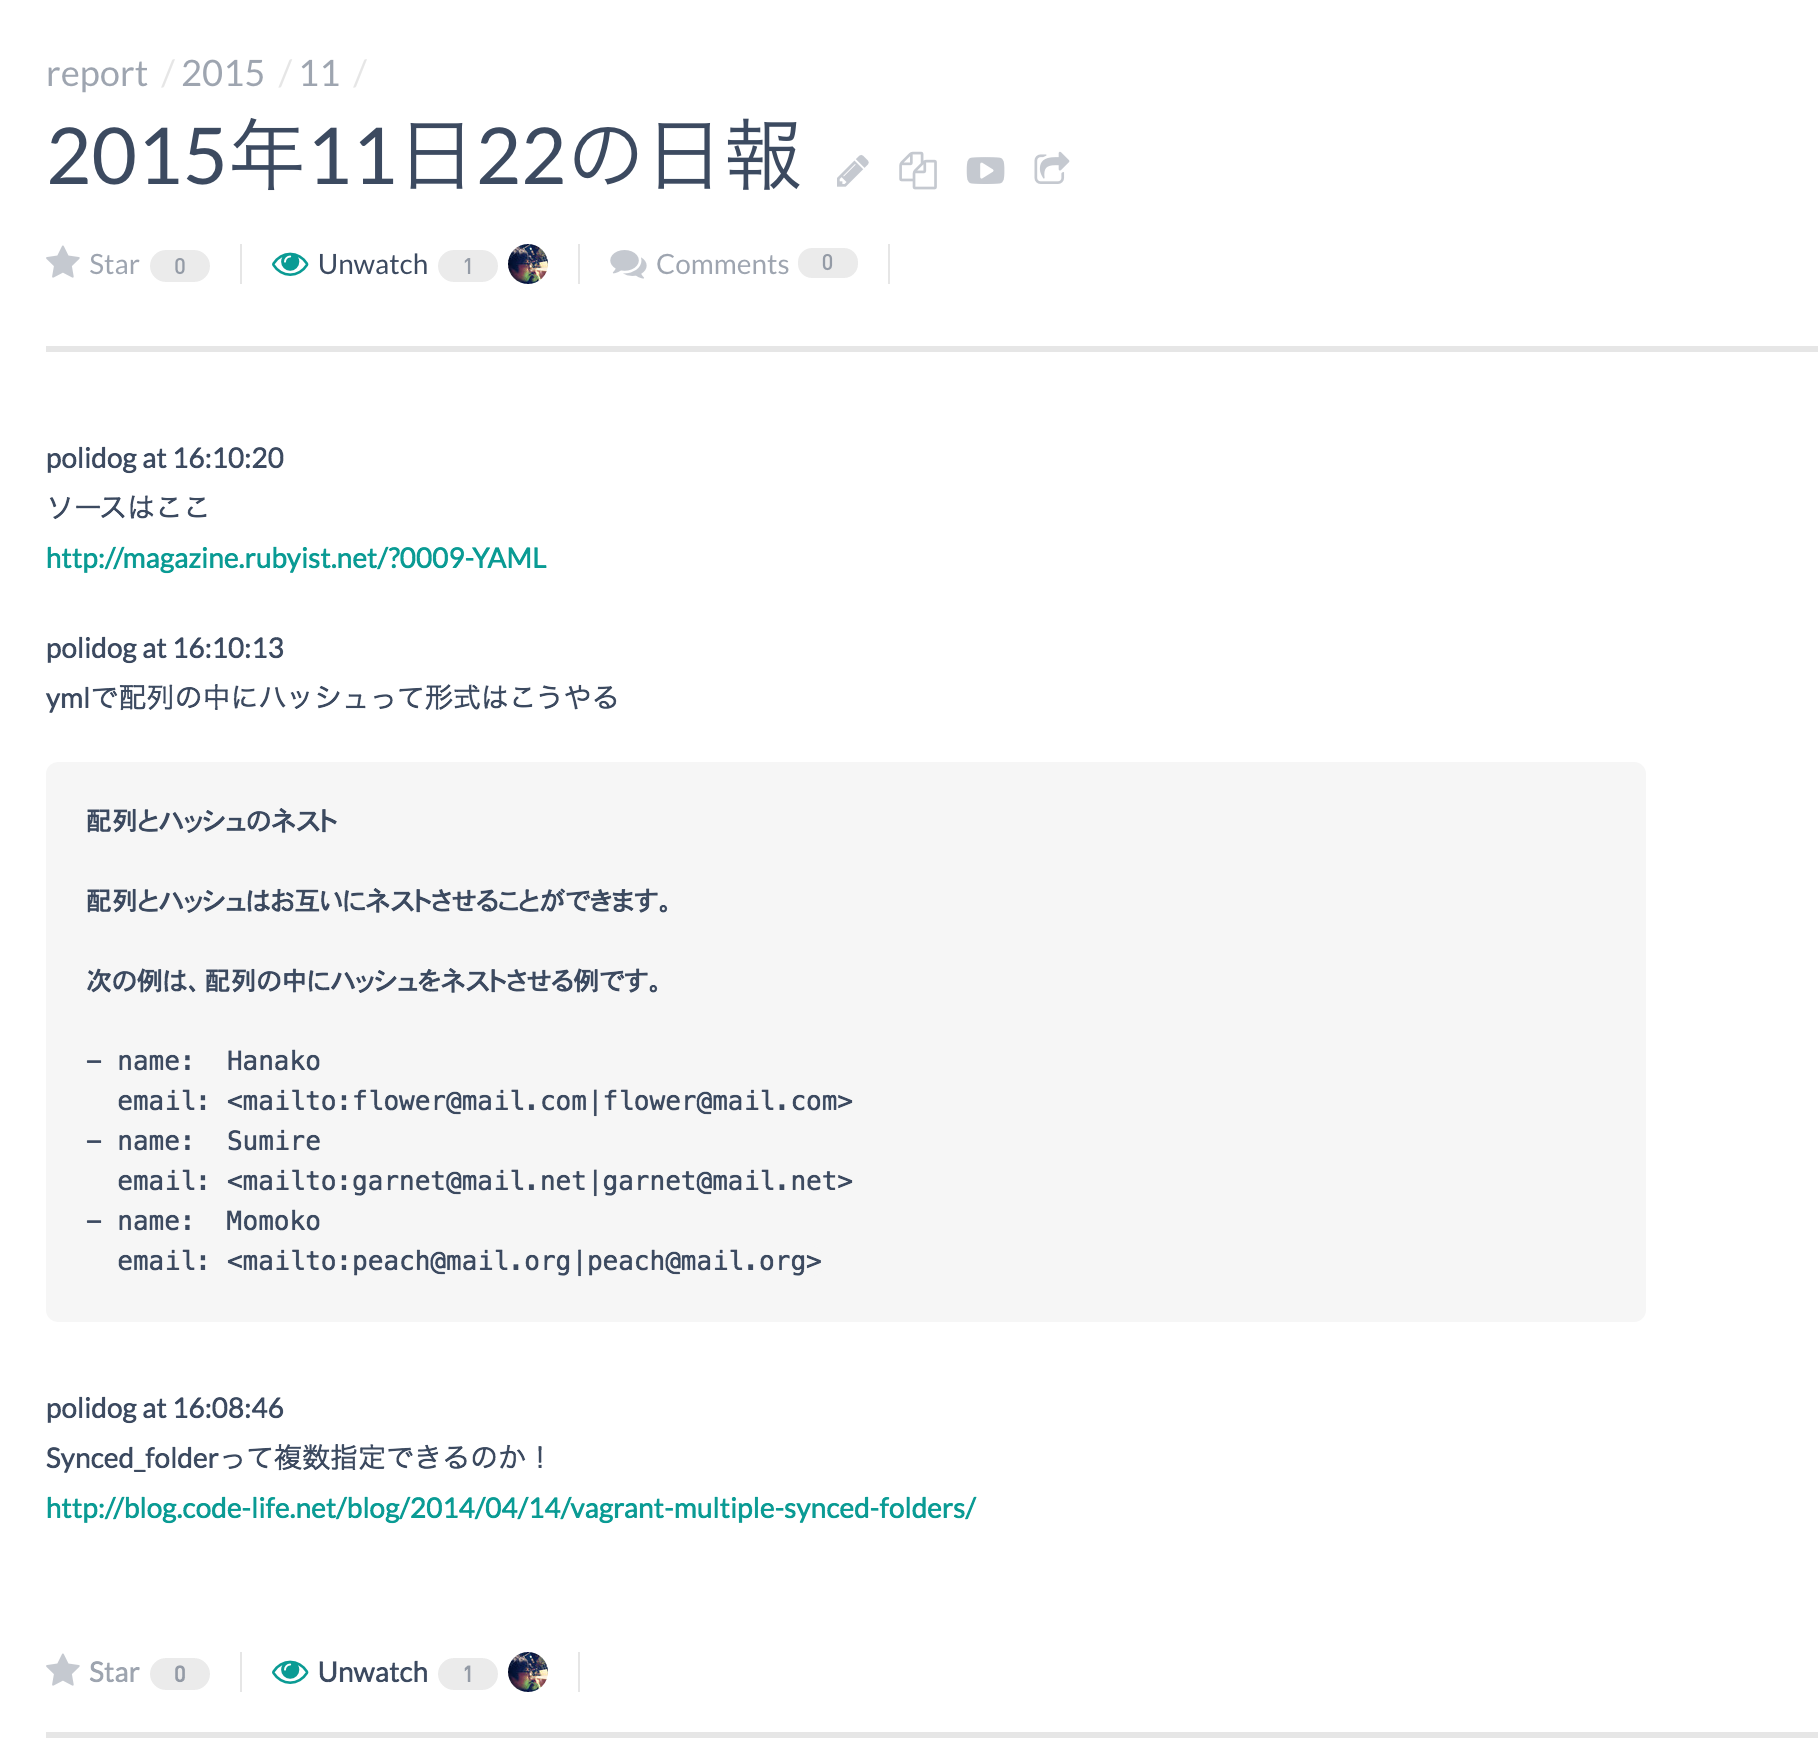 report / 2015 / 11 /
2015年11日22の日報
Star 0 Unwatch 1 Comments 0
polidog at 16:10:20
ソースはここ
http://magazine.rubyist.net/?0009-YAML
polidog at 16:10:13
ymlで配列の中にハッシュって形式はこうやる
配列とハッシュのネスト
配列とハッシュはお互いにネストさせることができます。
次の例は、配列の中にハッシュをネストさせる例です。
- name:  Hanako
  email: <mailto:flower@mail.com|flower@mail.com>
- name:  Sumire
  email: <mailto:garnet@mail.net|garnet@mail.net>
- name:  Momoko
  email: <mailto:peach@mail.org|peach@mail.org>
polidog at 16:08:46
Synced_folderって複数指定できるのか！
http://blog.code-life.net/blog/2014/04/14/vagrant-multiple-synced-folders/
Star 0 Unwatch 1